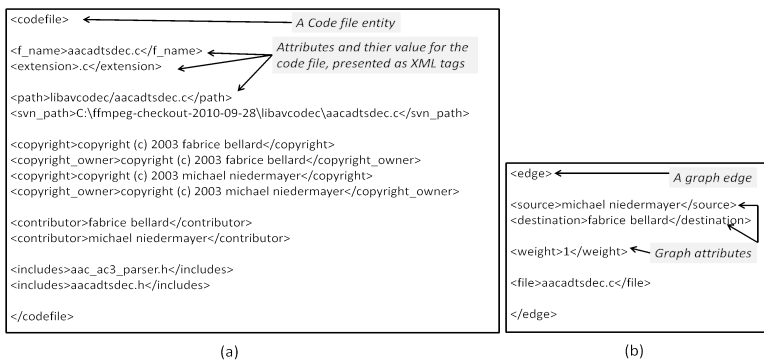 <codefile>
A Code file entity
<f_name>aacadtsdec.c</f_name>
<extension>.c</extension>
Attributes and thier value for the
code file, presented as XML tags
<path>libavcodec/aacadtsdec.c</path>
<svn_path>C:\ffmpeg-checkout-2010-09-28\libavcodec\aacadtsdec.c</svn_path>
<copyright>copyright (c) 2003 fabrice bellard</copyright>
<copyright_owner>copyright (c) 2003 fabrice bellard</copyright_owner>
<copyright>copyright (c) 2003 michael niedermayer</copyright>
<copyright_owner>copyright (c) 2003 michael niedermayer</copyright_owner>
<contributor>fabrice bellard</contributor>
<contributor>michael niedermayer</contributor>
<includes>aac_ac3_parser.h</includes>
<includes>aacadtsdec.h</includes>
</codefile>
(a)
<edge>
A graph edge
<source>michael niedermayer</source>
<destination>fabrice bellard</destination>
<weight>1</weight>
Graph attributes
<file>aacadtsdec.c</file>
</edge>
(b)